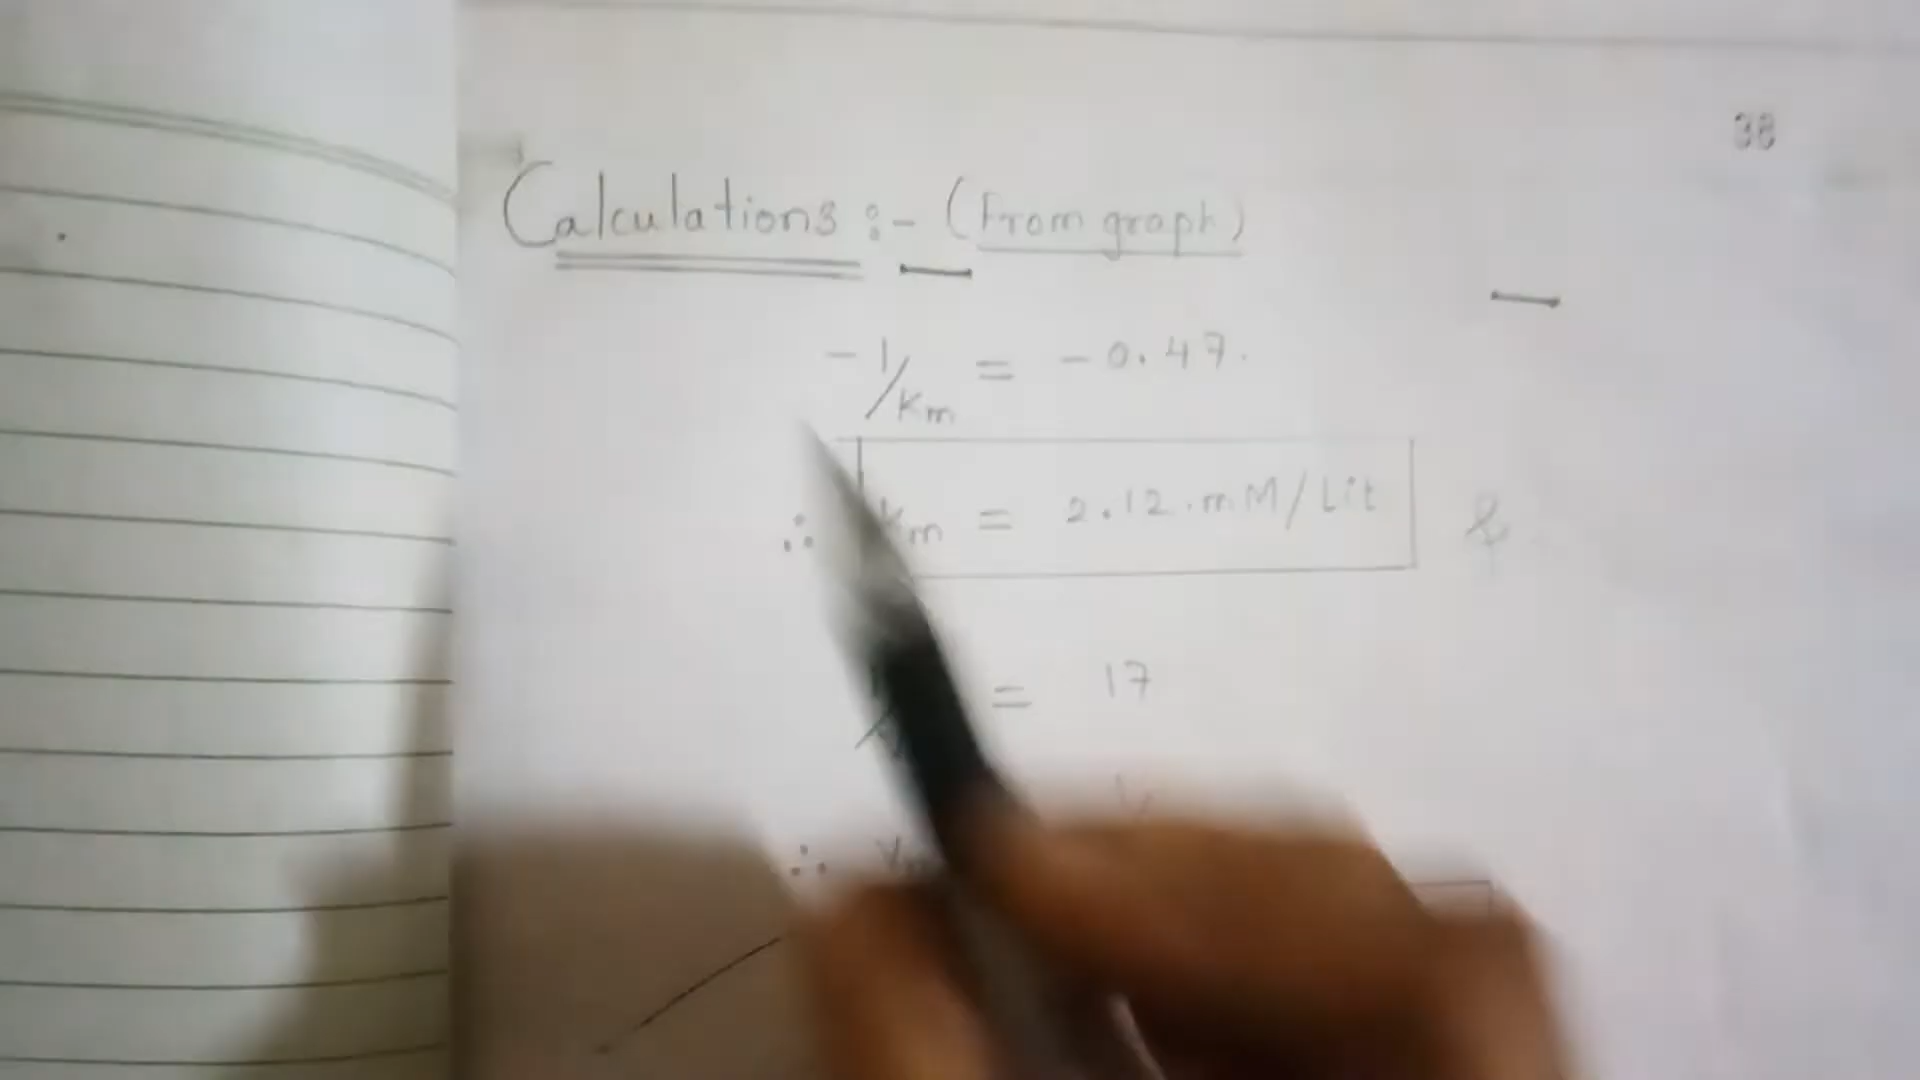 38
Calculations :- (From graph)
- 1/Km = - 0.47.
∴ Km = 2.12.mM/Lit &
= 17
∴